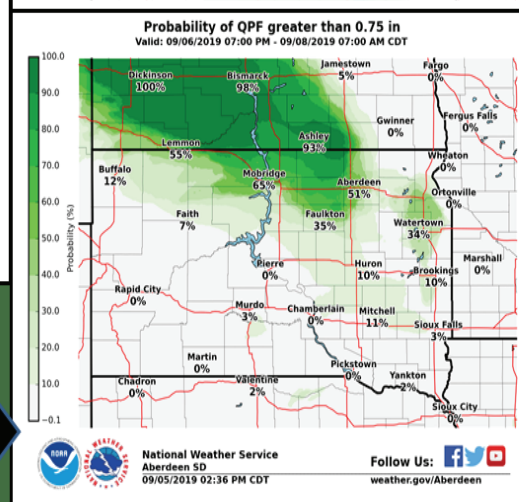 Probability of QPF greater than 0.75 in
Valid: 09/06/2019 07:00 PM - 09/08/2019 07:00 AM CDT
100.0
90.0
80.0
70.0
60.0
50.0
40.0
30.0
20.0
10.0
−0.1
Probability (%)
Jamestown
5%
Fargo
0%
Dickinson
100%
Bismarck
98%
Gwinner
0%
Fergus Falls
0%
Lemmon
55%
Ashley
93%
Wheaton
0%
Buffalo
12%
Mobridge
65%
Aberdeen
51%
Ortonville
0%
Faith
7%
Faulkton
35%
Watertown
34%
Pierre
0%
Huron
10%
Brookings
10%
Marshall
0%
Rapid City
0%
Murdo
3%
Chamberlain
0%
Mitchell
11%
Sioux Falls
3%
Martin
0%
Pickstown
0%
Chadron
0%
Valentine
2%
Yankton
2%
Sioux City
0%
NOAA
NATIONAL WEATHER SERVICE
National Weather Service
Aberdeen SD
09/05/2019 02:36 PM CDT
Follow Us:
weather.gov/Aberdeen